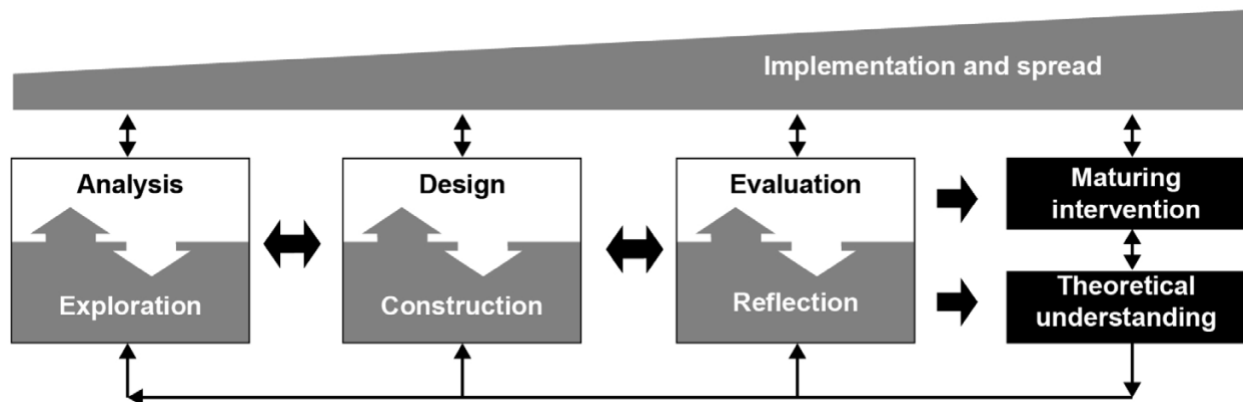 Implementation and spread
Analysis
Exploration
Design
Construction
Evaluation
Reflection
Maturing
intervention
Theoretical
understanding